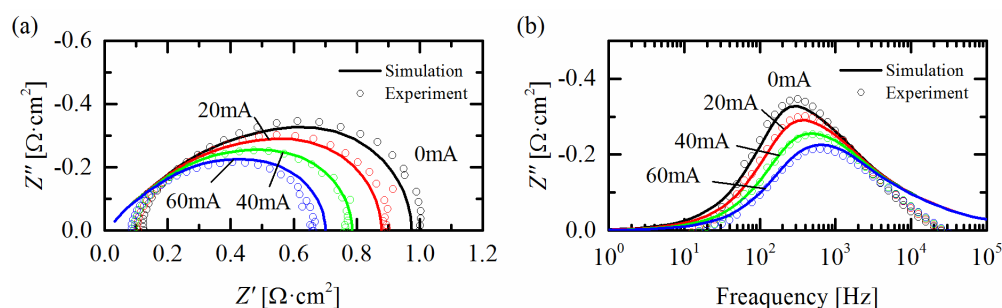 (a)
-0.6
-0.4
-0.2
0.0
Z″ [Ω·cm²]
Simulation
Experiment
20mA
0mA
60mA
40mA
0.0 0.2 0.4 0.6 0.8 1.0 1.2
Z′ [Ω·cm²]
(b)
-0.4
-0.2
0.0
Z″ [Ω·cm²]
0mA
Simulation
Experiment
20mA
40mA
60mA
10⁰ 10¹ 10² 10³ 10⁴ 10⁵
Freaquency [Hz]